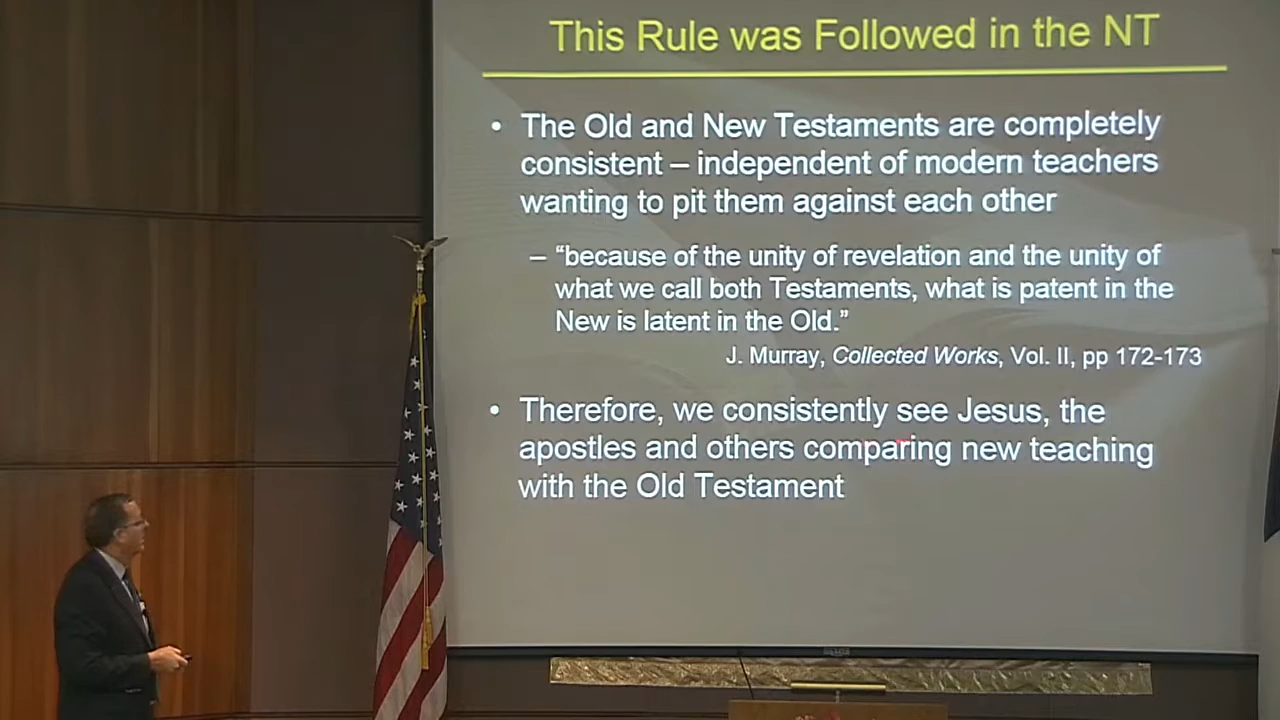 This Rule was Followed in the NT
• The Old and New Testaments are completely
consistent – independent of modern teachers
wanting to pit them against each other
– “because of the unity of revelation and the unity of
what we call both Testaments, what is patent in the
New is latent in the Old.”
J. Murray, Collected Works, Vol. II, pp 172-173
• Therefore, we consistently see Jesus, the
apostles and others comparing new teaching
with the Old Testament